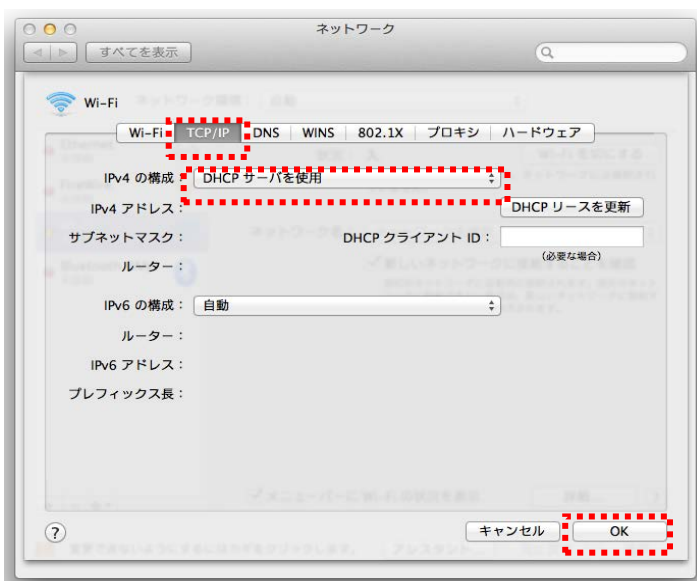 ネットワーク
すべてを表示
Wi-Fi
Wi-Fi TCP/IP DNS WINS 802.1X プロキシ ハードウェア
IPv4 の構成： DHCP サーバを使用
IPv4 アドレス： DHCP リースを更新
サブネットマスク： DHCP クライアント ID：
ルーター： (必要な場合)
IPv6 の構成： 自動
ルーター：
IPv6 アドレス：
プレフィックス長：
? キャンセル OK